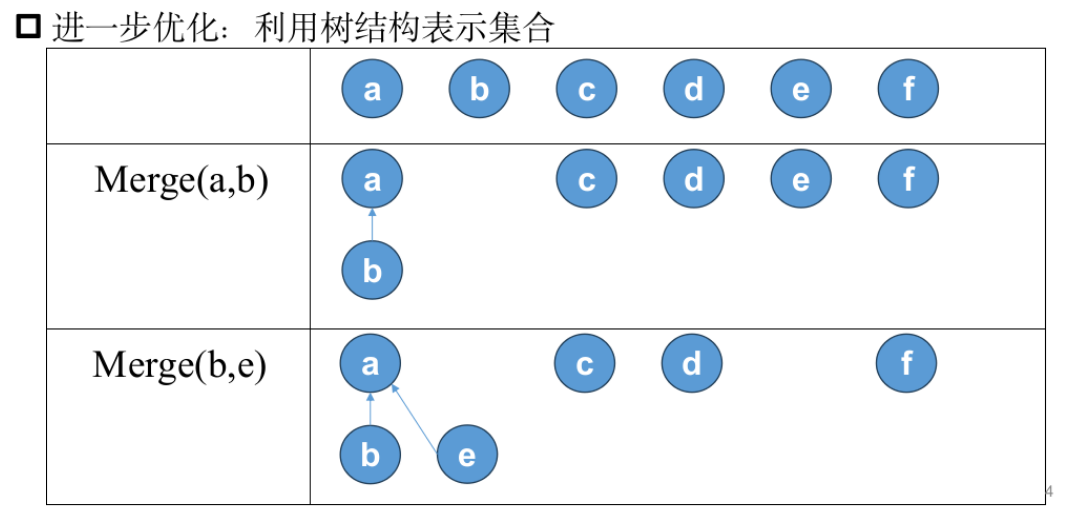 进一步优化：利用树结构表示集合
a b c d e f
Merge(a,b)
a c d e f
b
Merge(b,e)
a c d f
b e
4